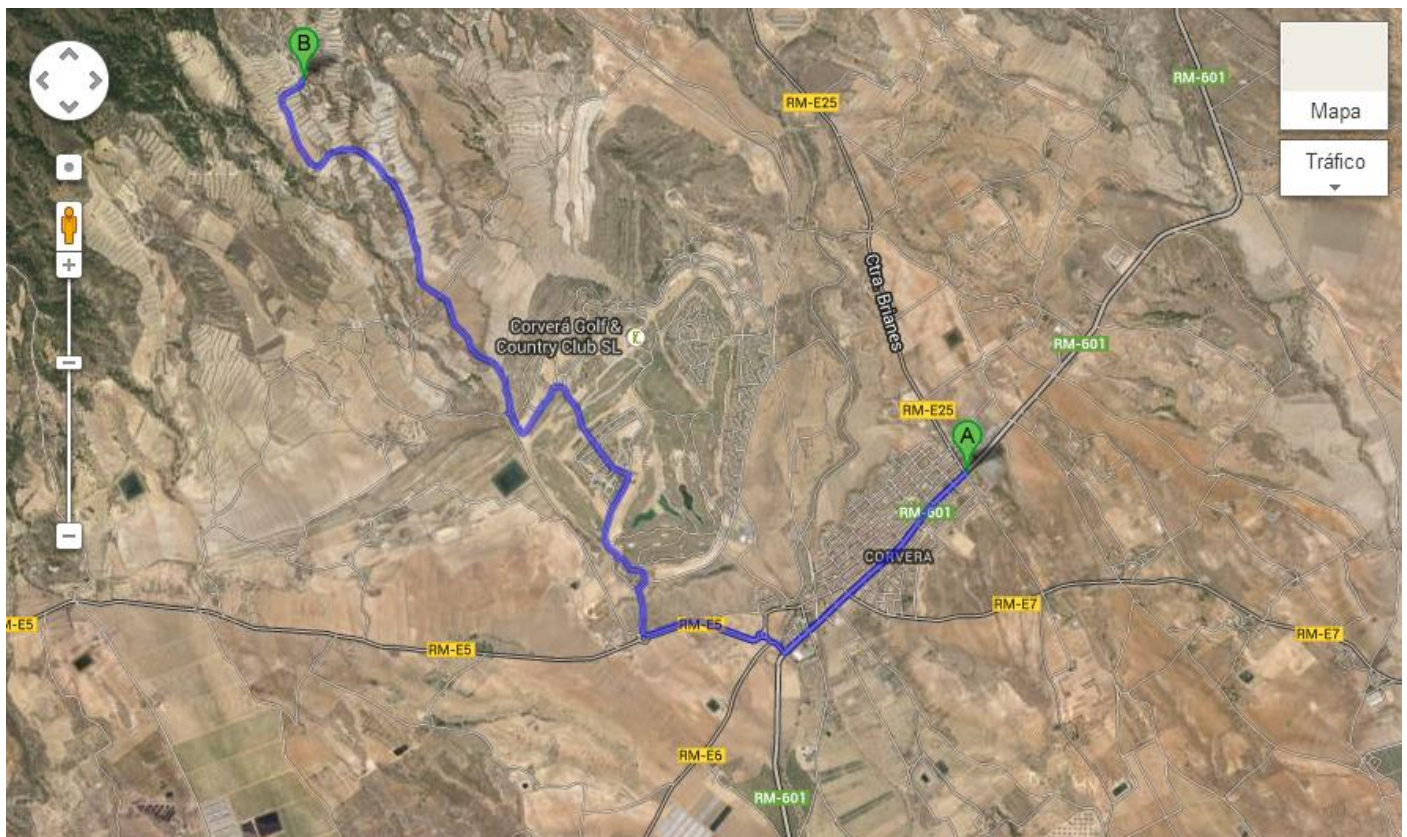 B
RM-E25
RM-601
Mapa
Tráfico
Ctra. Brianes
Corverá Golf &
Country Club SL
RM-601
RM-E25
A
RM-601
CORVERA
RM-E7
M-E5
RM-E5
RM-E7
RM-E5
RM-E6
RM-601